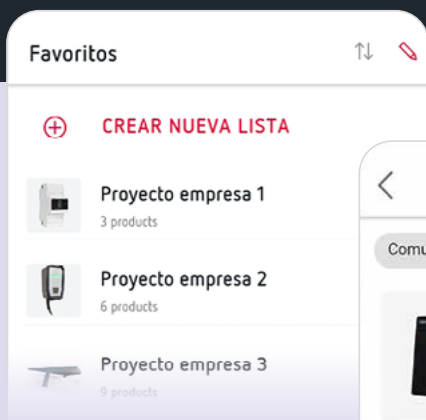 Favoritos
CREAR NUEVA LISTA
Proyecto empresa 1
3 products
Proyecto empresa 2
6 products
Proyecto empresa 3
9 products
Comu